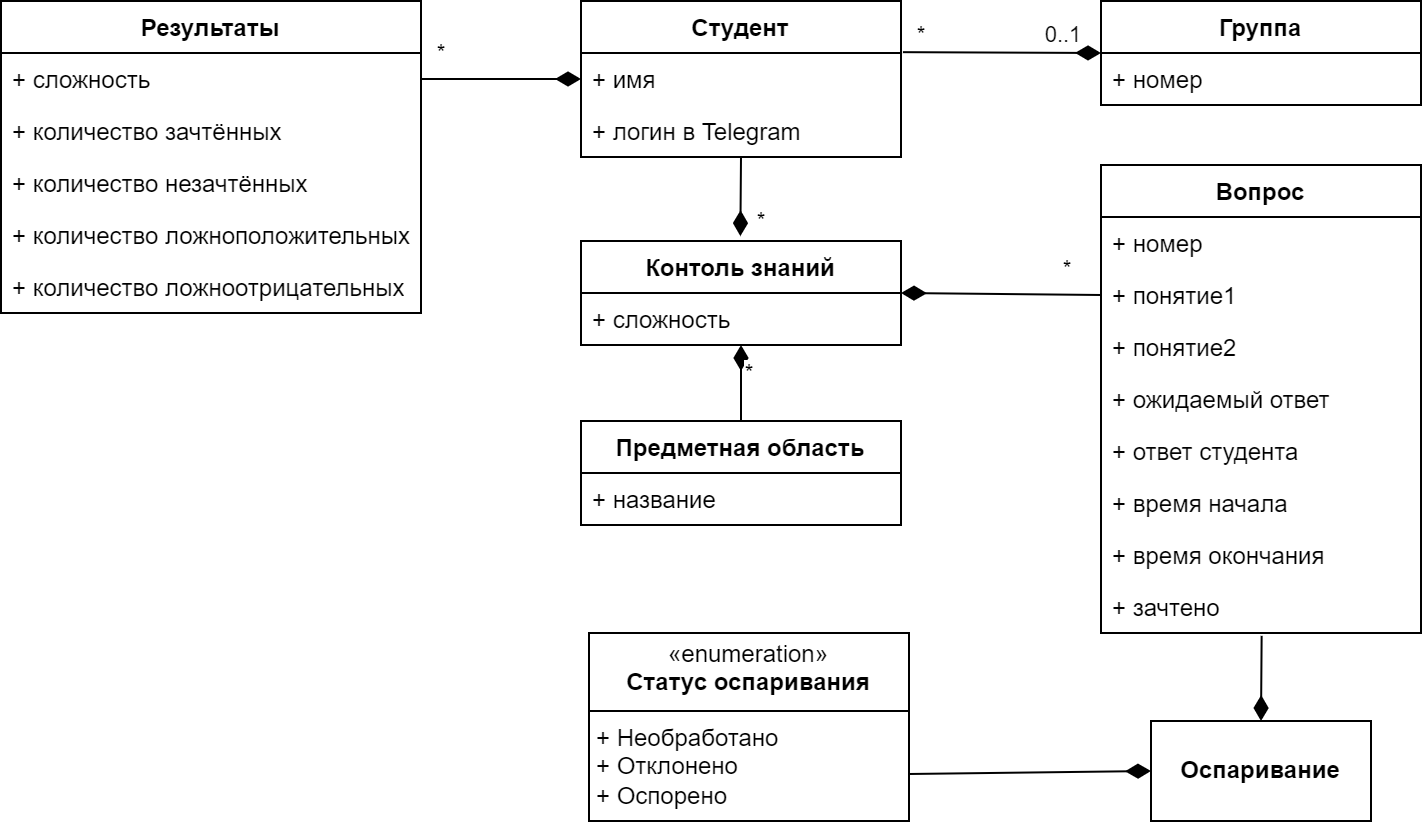 Результаты
+ сложность
+ количество зачтённых
+ количество незачтённых
+ количество ложноположительных
+ количество ложноотрицательных
*
Студент
+ имя
+ логин в Telegram
*
0..1
Группа
+ номер
*
Контоль знаний
+ сложность
*
*
Предметная область
+ название
Вопрос
+ номер
+ понятие1
+ понятие2
+ ожидаемый ответ
+ ответ студента
+ время начала
+ время окончания
+ зачтено
«enumeration»
Статус оспаривания
+ Необработано
+ Отклонено
+ Оспорено
Оспаривание